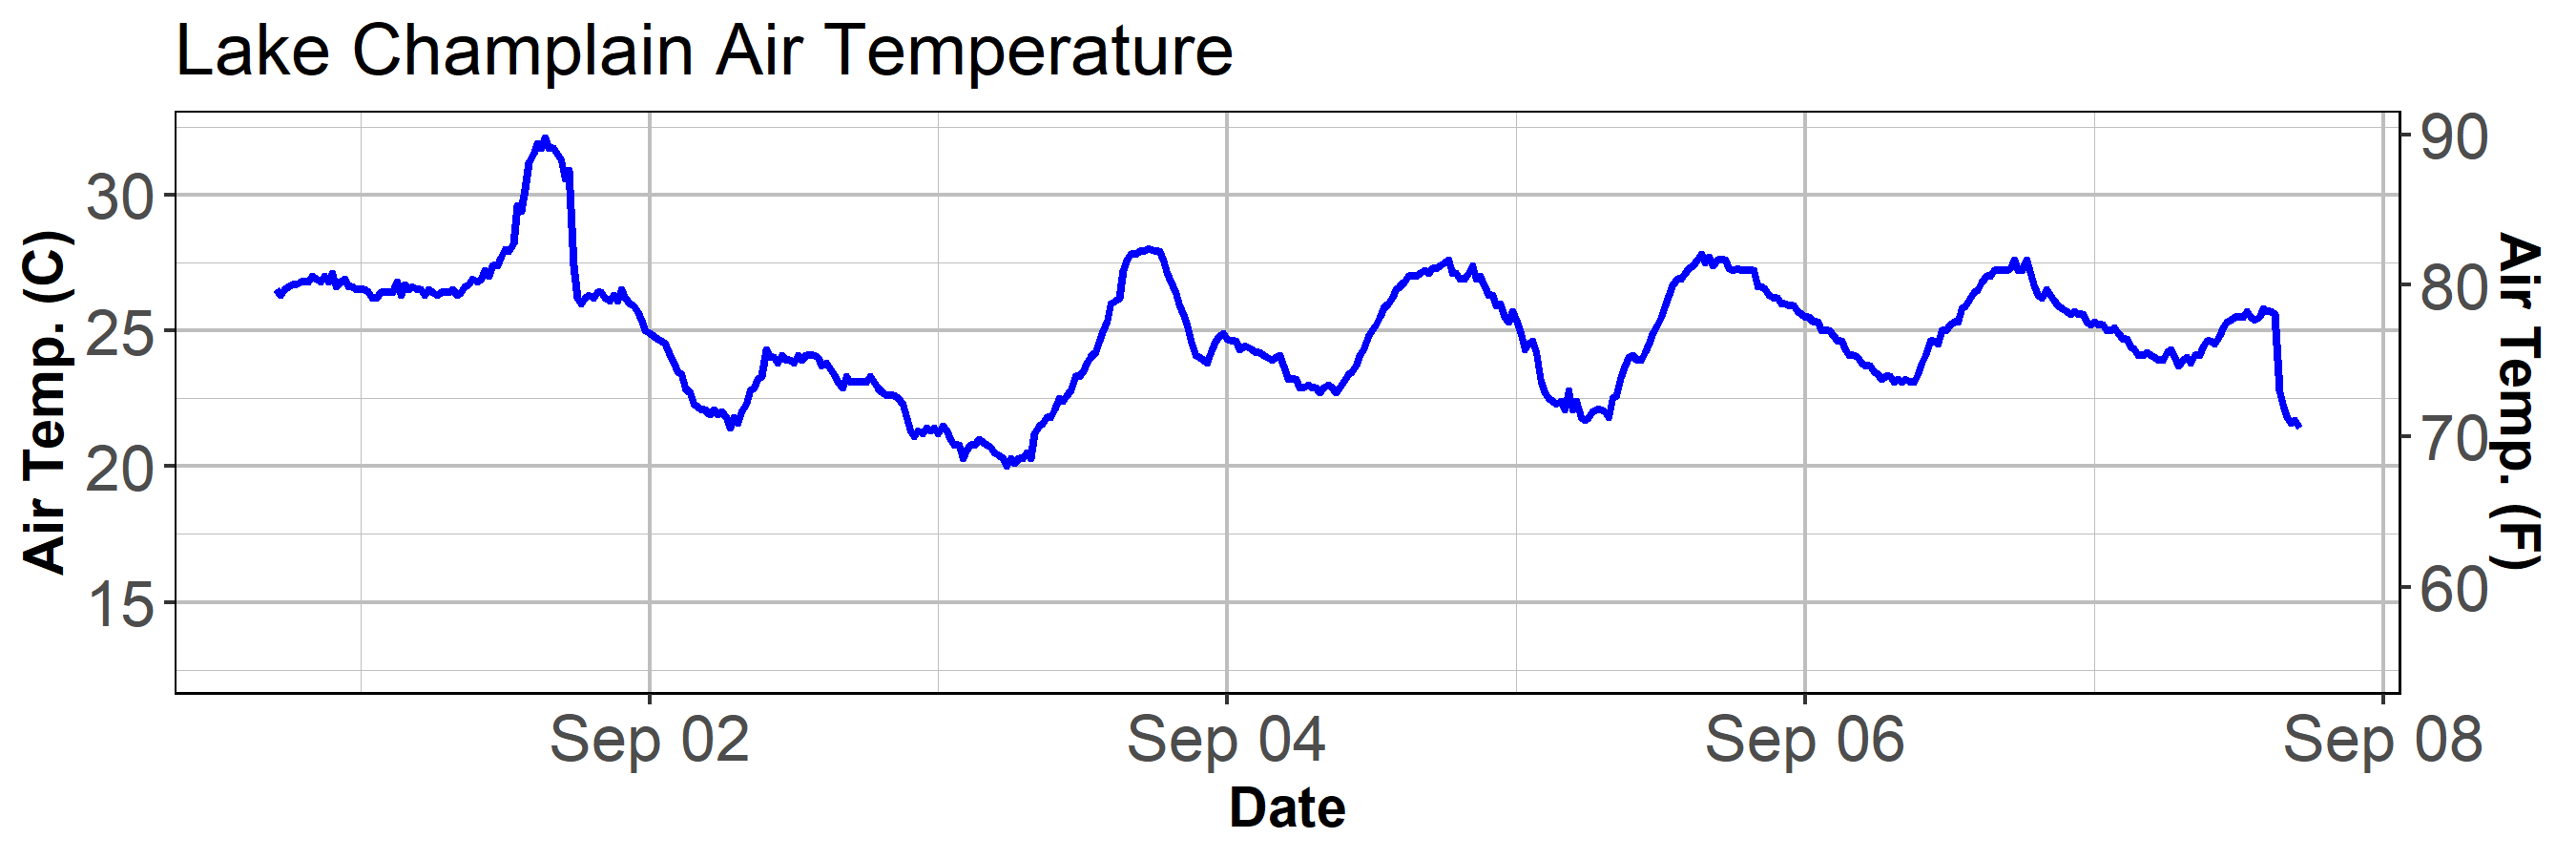 Lake Champlain Air Temperature
Air Temp. (C)
30
25
20
15
90
80
70
60
Air Temp. (F)
Sep 02
Sep 04
Sep 06
Sep 08
Date